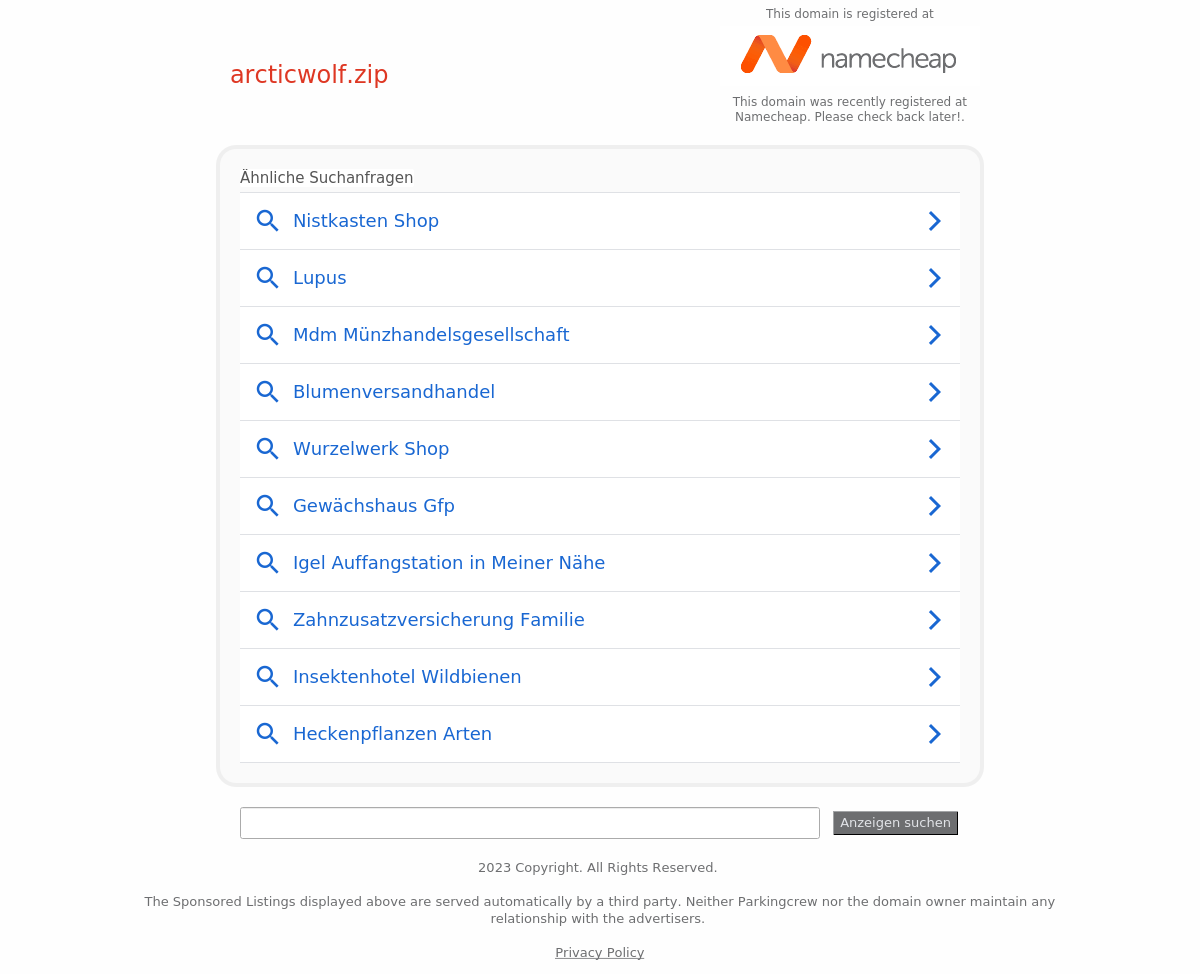 This domain is registered at
namecheap
arcticwolf.zip
This domain was recently registered at
Namecheap. Please check back later!.
Ähnliche Suchanfragen
Nistkasten Shop
Lupus
Mdm Münzhandelsgesellschaft
Blumenversandhandel
Wurzelwerk Shop
Gewächshaus Gfp
Igel Auffangstation in Meiner Nähe
Zahnzusatzversicherung Familie
Insektenhotel Wildbienen
Heckenpflanzen Arten
Anzeigen suchen
2023 Copyright. All Rights Reserved.
The Sponsored Listings displayed above are served automatically by a third party. Neither Parkingcrew nor the domain owner maintain any
relationship with the advertisers.
Privacy Policy